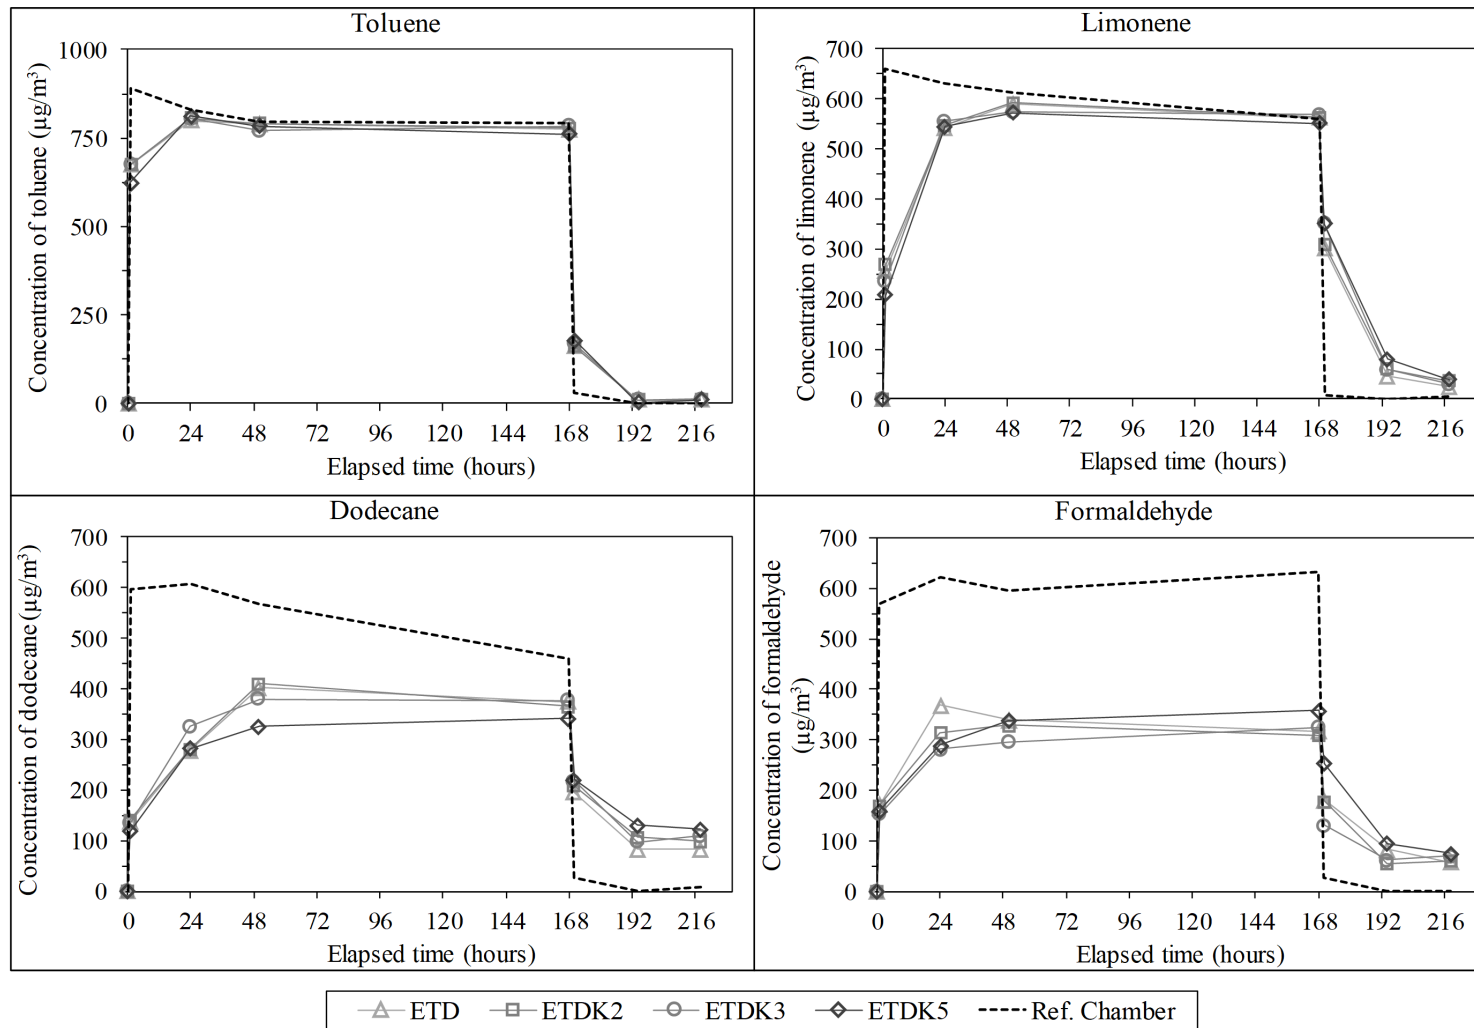 Toluene
Concentration of toluene (µg/m³)
1000
750
500
250
0
0 24 48 72 96 120 144 168 192 216
Elapsed time (hours)
Limonene
Concentration of limonene (µg/m³)
700
600
500
400
300
200
100
0
0 24 48 72 96 120 144 168 192 216
Elapsed time (hours)
Dodecane
Concentration of dodecane (µg/m³)
700
600
500
400
300
200
100
0
0 24 48 72 96 120 144 168 192 216
Elapsed time (hours)
Formaldehyde
Concentration of formaldehyde
(µg/m³)
700
600
500
400
300
200
100
0
0 24 48 72 96 120 144 168 192 216
Elapsed time (hours)
ETD ETDK2 ETDK3 ETDK5 Ref. Chamber